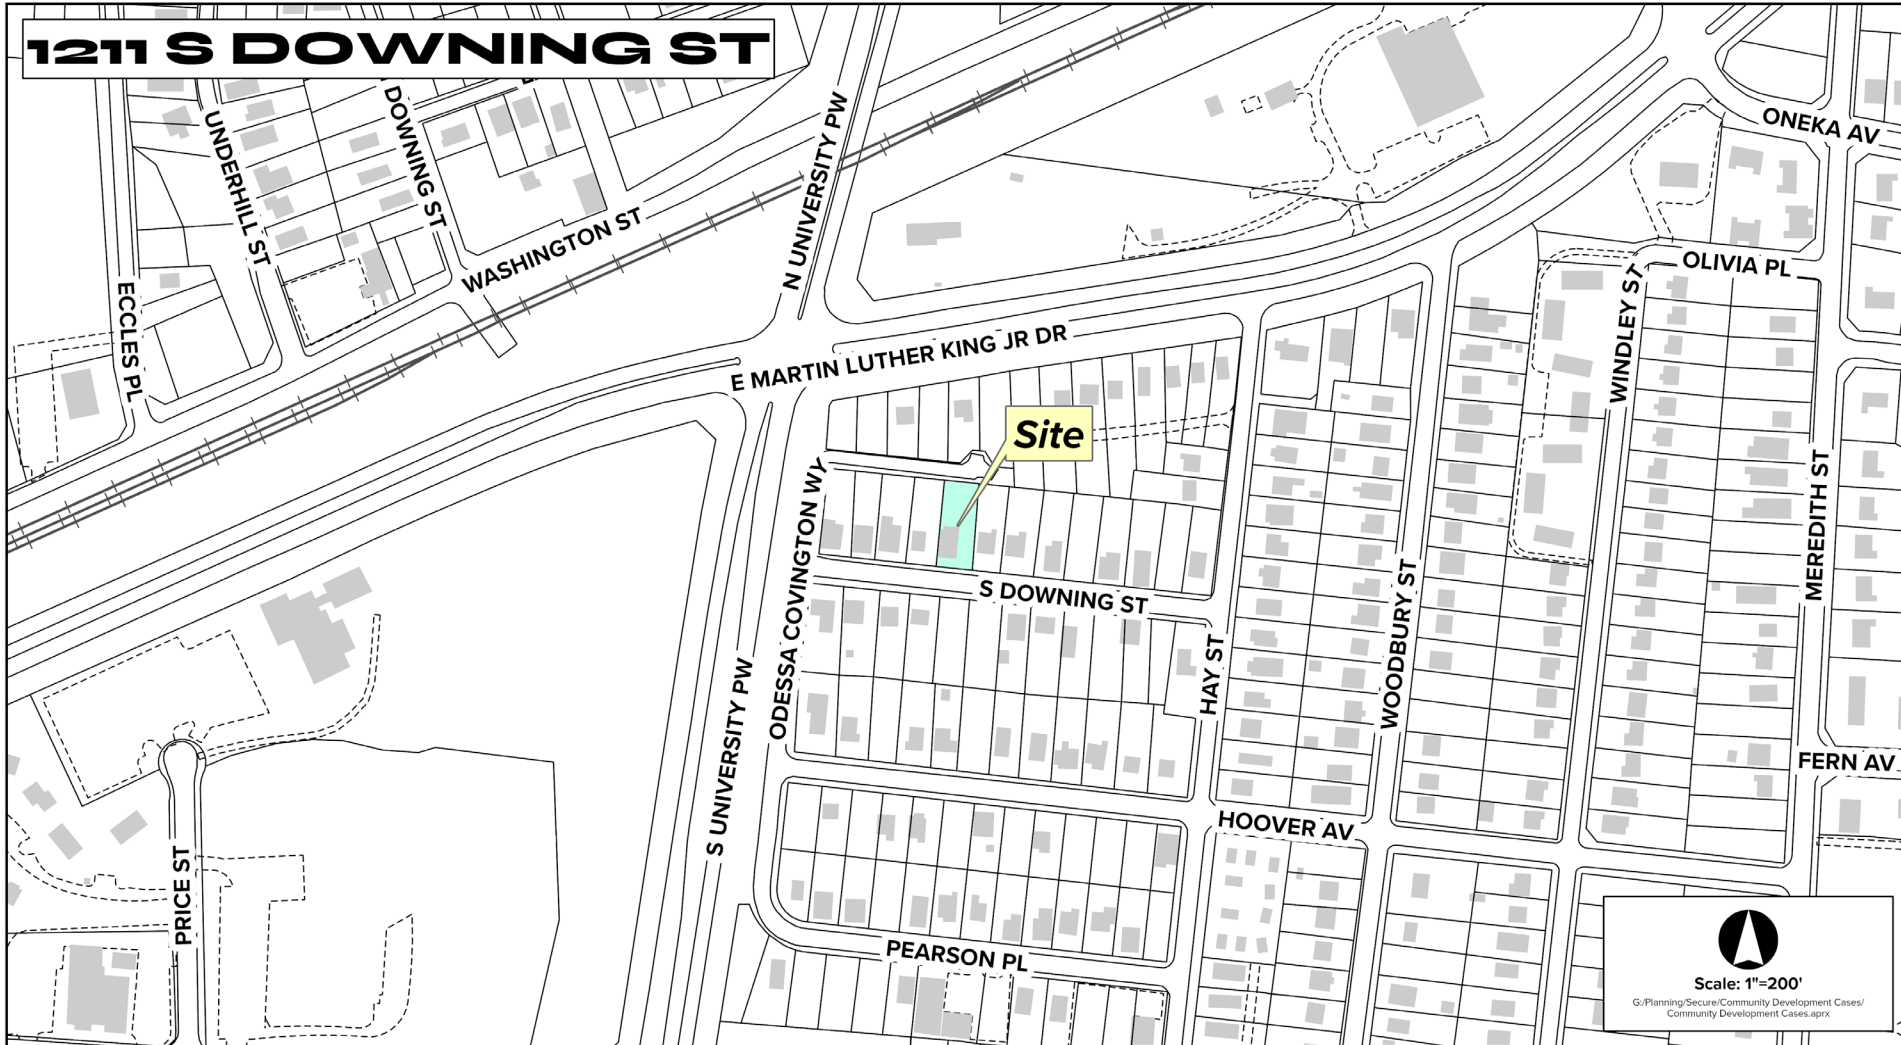 1211 S DOWNING ST
ONEKA AV
UNDERHILL ST
DOWNING ST
N UNIVERSITY PW
WASHINGTON ST
ECCLES PL
OLIVIA PL
WINDLEY ST
E MARTIN LUTHER KING JR DR
Site
ODESSA COVINGTON WY
MEREDITH ST
S DOWNING ST
WOODBURY ST
HAY ST
S UNIVERSITY PW
FERN AV
HOOVER AV
PRICE ST
PEARSON PL
Scale: 1"=200'
G:/Planning/Secure/Community Development Cases/
Community Development Cases.aprx